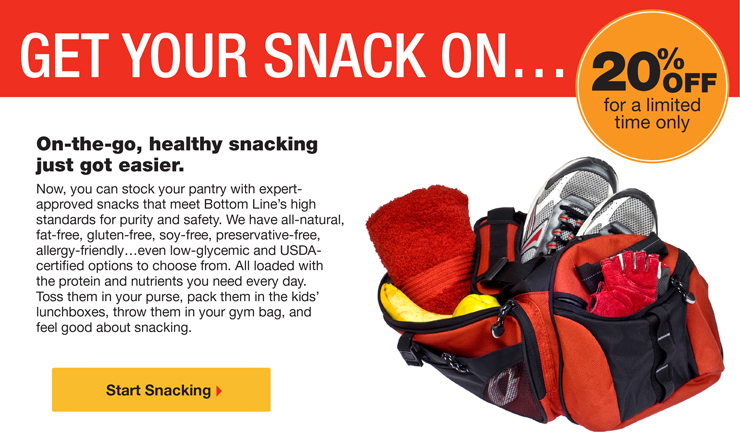 GET YOUR SNACK ON…
20% OFF
for a limited
time only
On-the-go, healthy snacking
just got easier.
Now, you can stock your pantry with expert-
approved snacks that meet Bottom Line's high
standards for purity and safety. We have all-natural,
fat-free, gluten-free, soy-free, preservative-free,
allergy-friendly…even low-glycemic and USDA-
certified options to choose from. All loaded with
the protein and nutrients you need every day.
Toss them in your purse, pack them in the kids'
lunchboxes, throw them in your gym bag, and
feel good about snacking.
Start Snacking